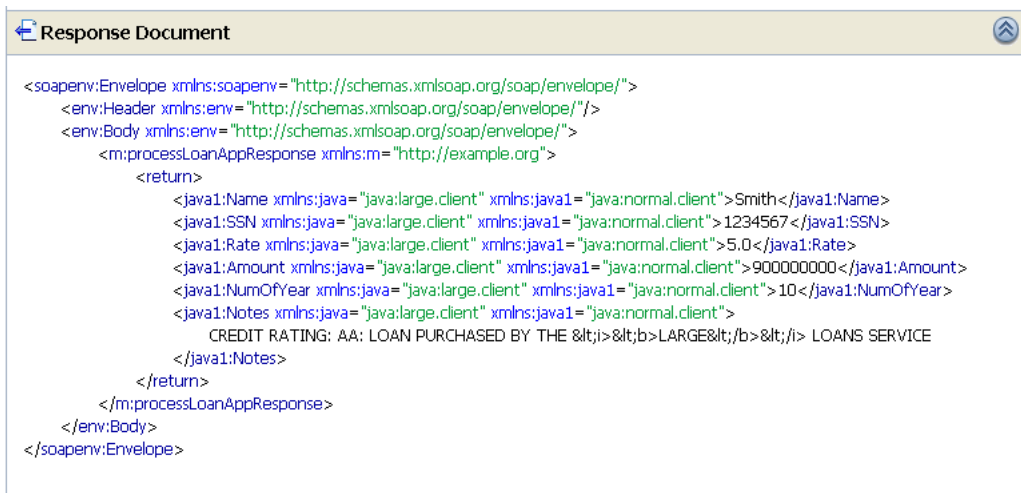 Response Document
<soapenv:Envelope xmlns:soapenv="http://schemas.xmlsoap.org/soap/envelope/">
<env:Header xmlns:env="http://schemas.xmlsoap.org/soap/envelope/"/>
<env:Body xmlns:env="http://schemas.xmlsoap.org/soap/envelope/">
<m:processLoanAppResponse xmlns:m="http://example.org">
<return>
<java1:Name xmlns:java="java:large.client" xmlns:java1="java:normal.client">Smith</java1:Name>
<java1:SSN xmlns:java="java:large.client" xmlns:java1="java:normal.client">1234567</java1:SSN>
<java1:Rate xmlns:java="java:large.client" xmlns:java1="java:normal.client">5.0</java1:Rate>
<java1:Amount xmlns:java="java:large.client" xmlns:java1="java:normal.client">900000000</java1:Amount>
<java1:NumOfYear xmlns:java="java:large.client" xmlns:java1="java:normal.client">10</java1:NumOfYear>
<java1:Notes xmlns:java="java:large.client" xmlns:java1="java:normal.client">
CREDIT RATING: AA: LOAN PURCHASED BY THE &lt;i>&lt;b>LARGE&lt;/b>&lt;/i> LOANS SERVICE
</java1:Notes>
</return>
</m:processLoanAppResponse>
</env:Body>
</soapenv:Envelope>